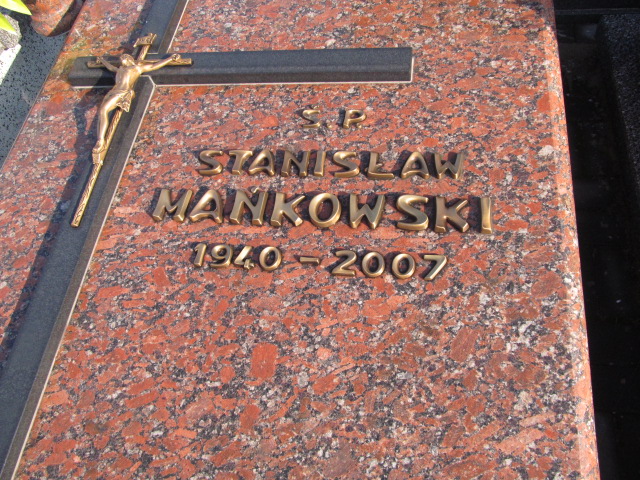 Ś.P.
STANISŁAW
MAŃKOWSKI
1940-2007